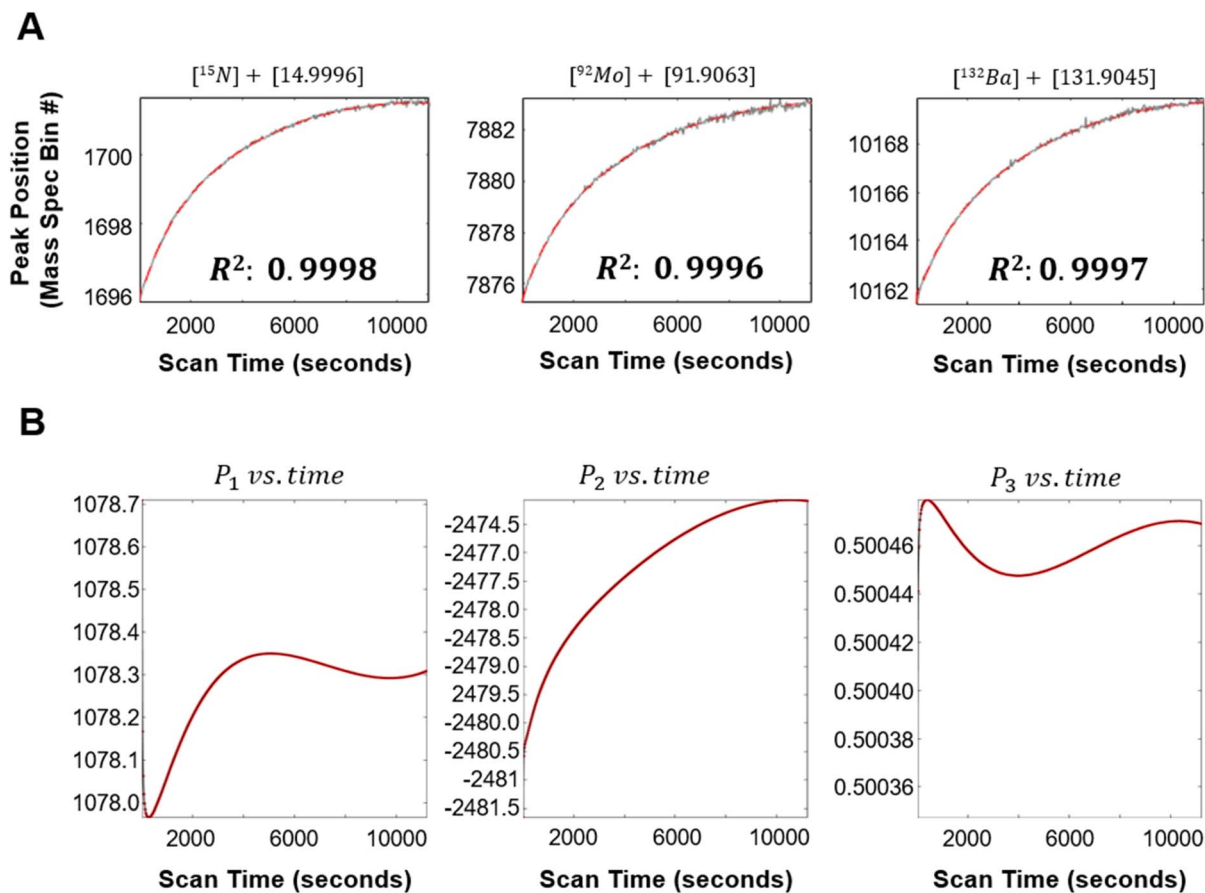 A
[¹⁵N] + [14.9996]
[⁹²Mo] + [91.9063]
[¹³²Ba] + [131.9045]
Peak Position
(Mass Spec Bin #)
1700
1698
1696
R²: 0.9998
2000 6000 10000
Scan Time (seconds)
7882
7880
7878
7876
R²: 0.9996
2000 6000 10000
Scan Time (seconds)
10168
10166
10164
10162
R²: 0.9997
2000 6000 10000
Scan Time (seconds)
B
P₁ vs. time
1078.7
1078.6
1078.5
1078.4
1078.3
1078.2
1078.1
1078.0
2000 6000 10000
Scan Time (seconds)
P₂ vs. time
-2474.5
-2477.0
-2477.5
-2478.0
-2478.5
-2479.0
-2479.5
-2480.0
-2480.5
-2481
-2481.5
2000 6000 10000
Scan Time (seconds)
P₃ vs. time
0.50046
0.50044
0.50042
0.50040
0.50038
0.50036
2000 6000 10000
Scan Time (seconds)